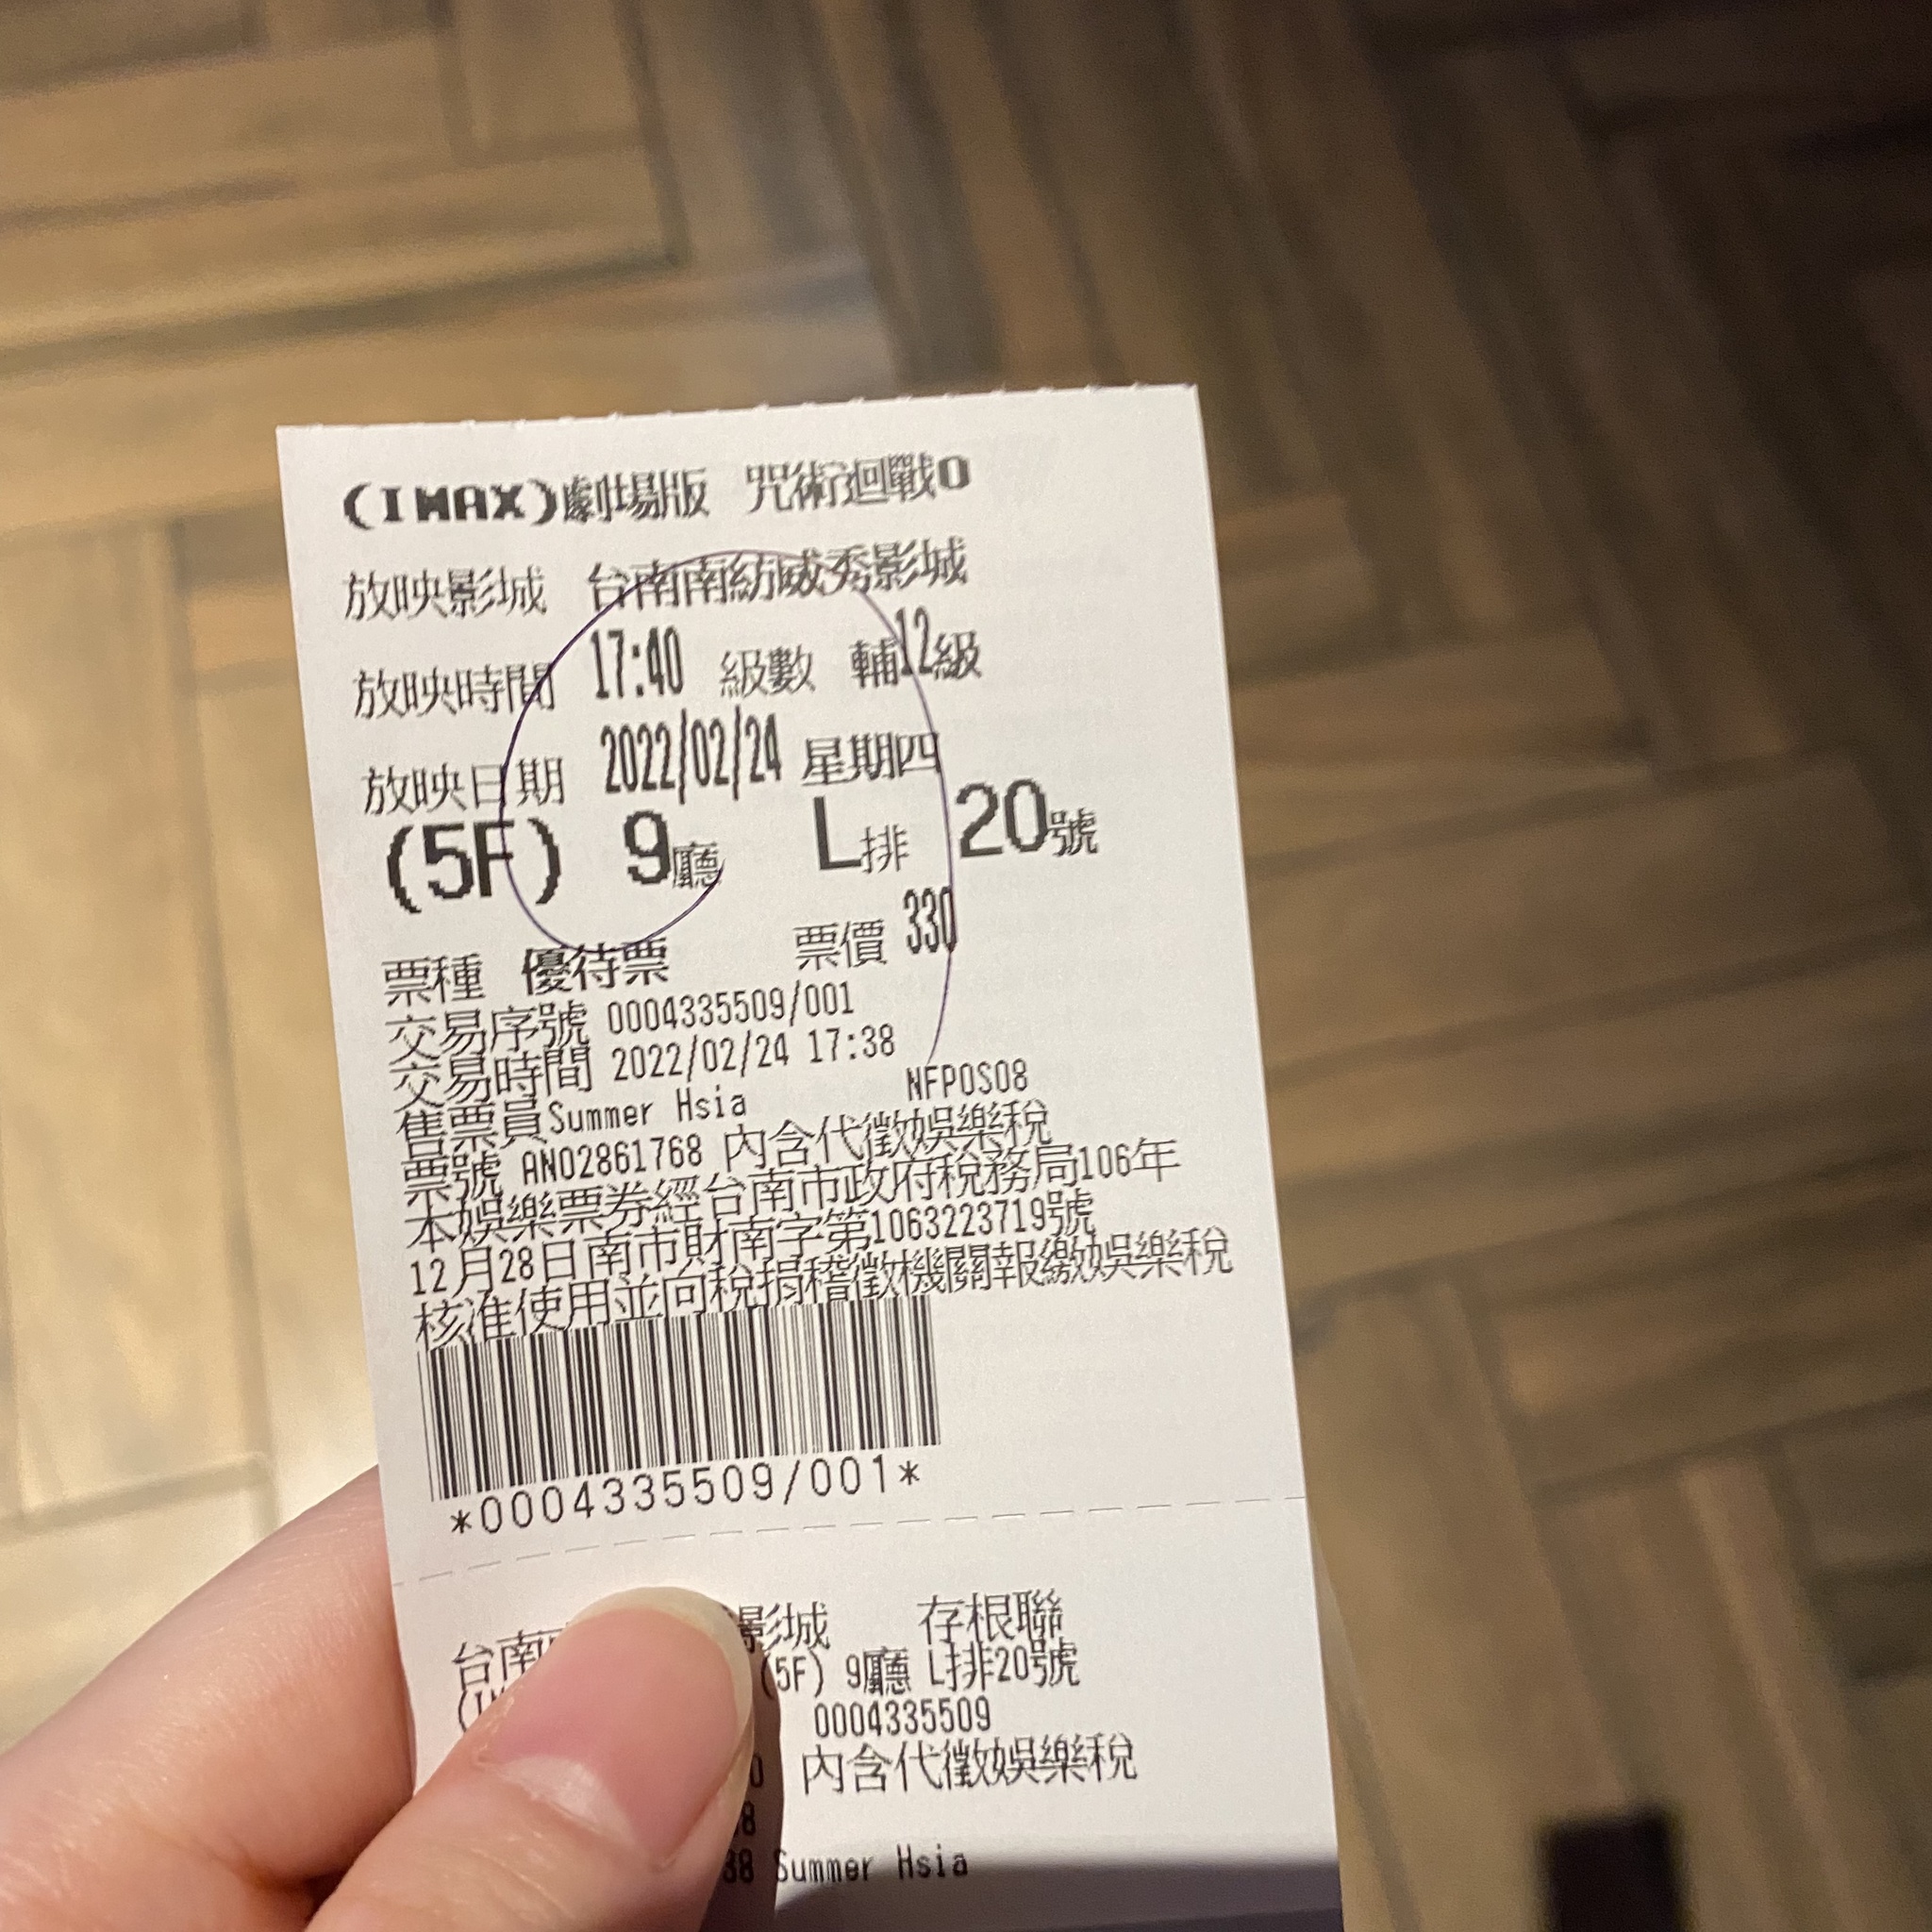 (IMAX)劇場版 咒術迴戰0
放映影城 台南南紡威秀影城
放映時間 17:40 級數 輔12級
放映日期 2022/02/24 星期四
(5F) 9廳 L排 20號
票種 優待票 票價 330
交易序號 0004335509/001
交易時間 2022/02/24 17:38
售票員Summer Hsia NFPOS08
票號 AN02861768 內含代徵娛樂稅
本娛樂票券經台南市政府稅務局106年
12月28日南市財南字第1063223719號
核准使用並向稅捐稽徵機關報繳娛樂稅
*0004335509/001*
台南 影城 存根聯
(5F) 9廳 L排20號
0004335509
內含代徵娛樂稅
Summer Hsia